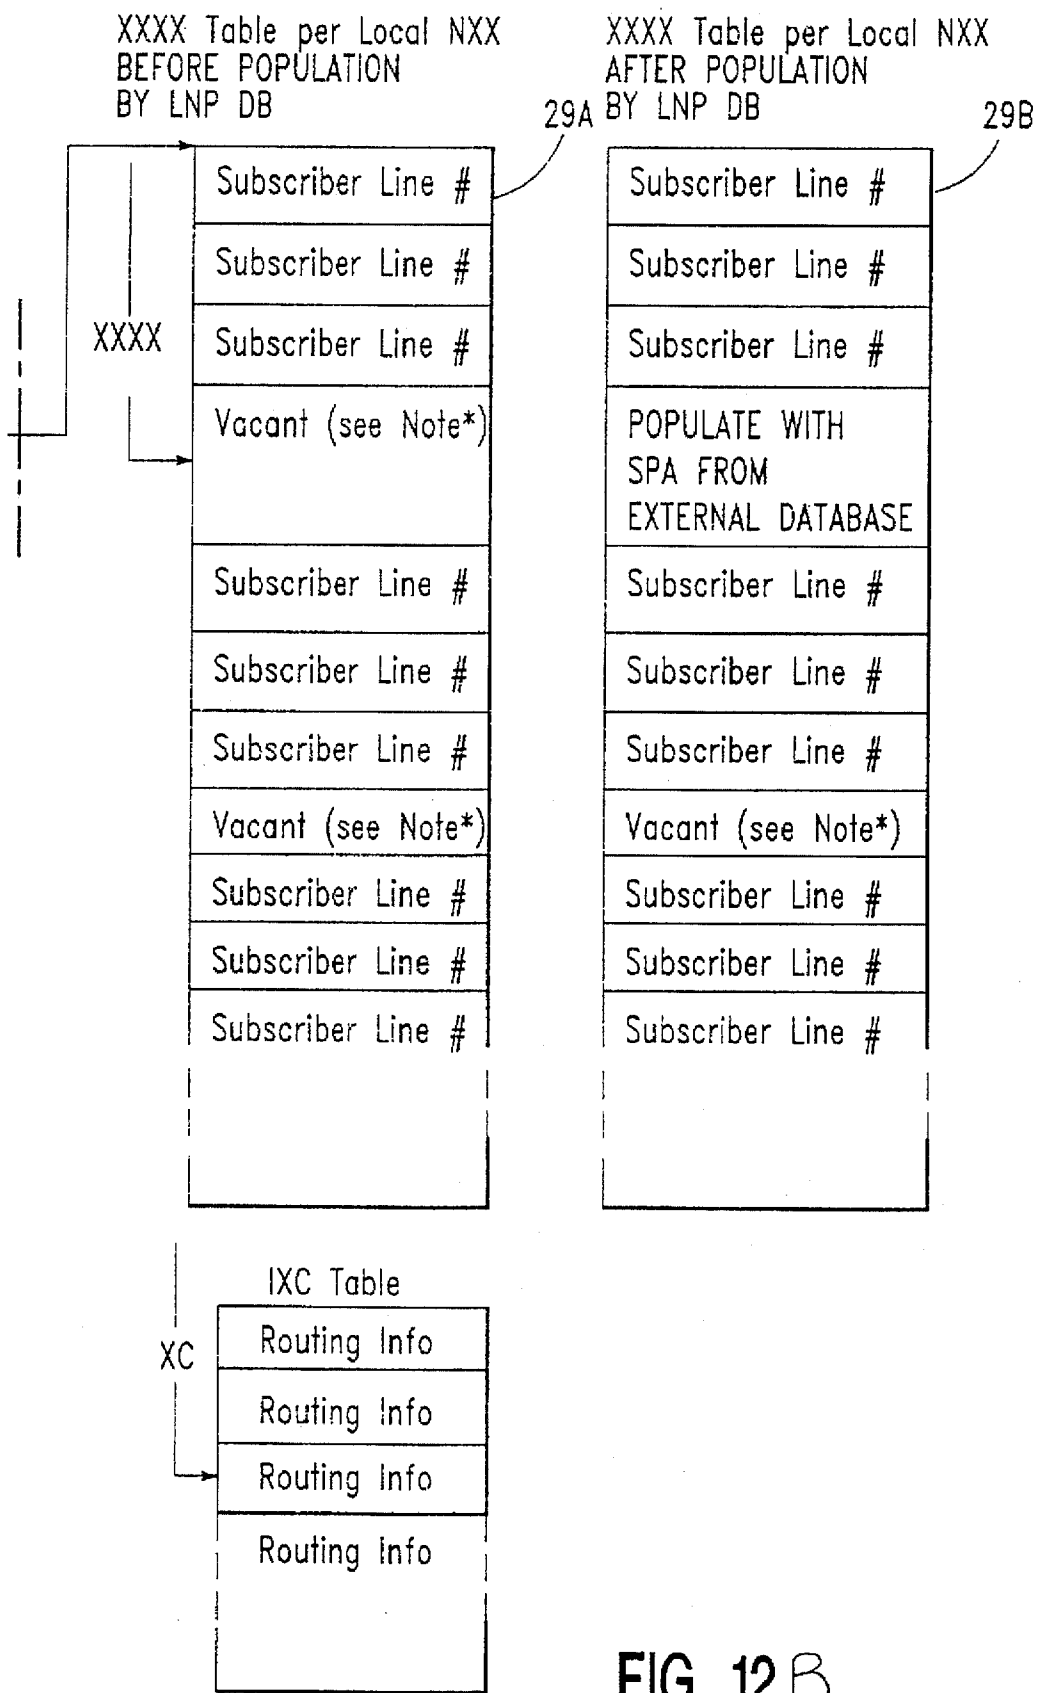 XXXX Table per Local NXX
BEFORE POPULATION
BY LNP DB
29A
XXXX Table per Local NXX
AFTER POPULATION
BY LNP DB
29B
XXXX
Subscriber Line #
Subscriber Line #
Subscriber Line #
Vacant (see Note*)
Subscriber Line #
Subscriber Line #
Subscriber Line #
Vacant (see Note*)
Subscriber Line #
Subscriber Line #
Subscriber Line #
Subscriber Line #
Subscriber Line #
Subscriber Line #
POPULATE WITH
SPA FROM
EXTERNAL DATABASE
Subscriber Line #
Subscriber Line #
Subscriber Line #
Vacant (see Note*)
Subscriber Line #
Subscriber Line #
Subscriber Line #
IXC Table
XC
Routing Info
Routing Info
Routing Info
Routing Info
FIG. 12B